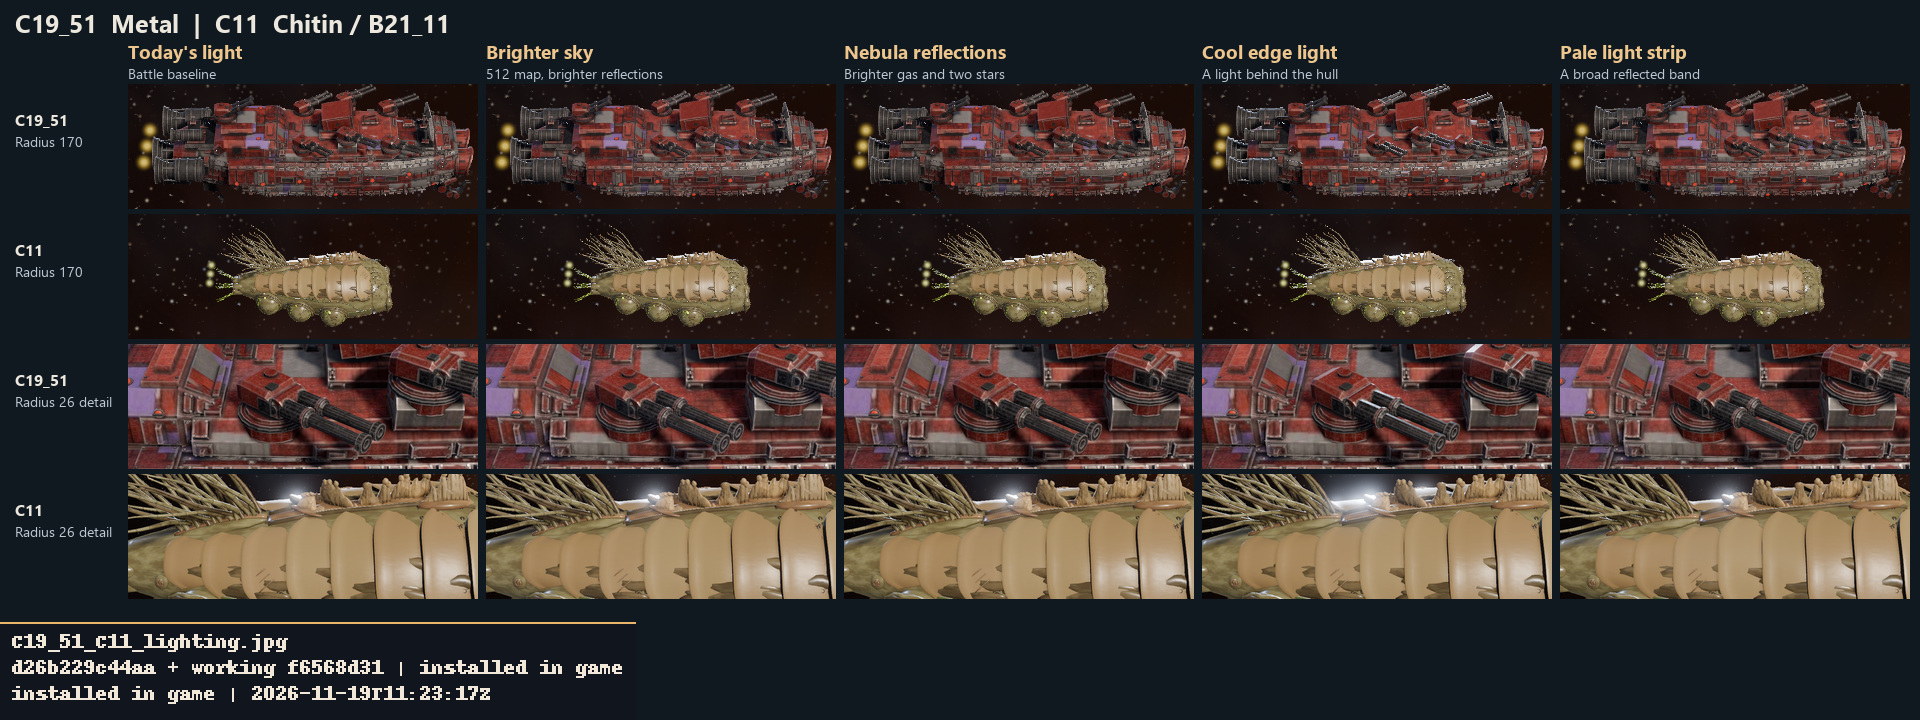 C19_51 Metal | C11 Chitin / B21_11
Today's light
Battle baseline
Brighter sky
512 map, brighter reflections
Nebula reflections
Brighter gas and two stars
Cool edge light
A light behind the hull
Pale light strip
A broad reflected band
C19_51
Radius 170
C11
Radius 170
C19_51
Radius 26 detail
C11
Radius 26 detail
C19_51_C11_lighting.jpg
d26b229c44aa + working f6568d31 | installed in game
installed in game | 2026-11-19T11:23:17Z